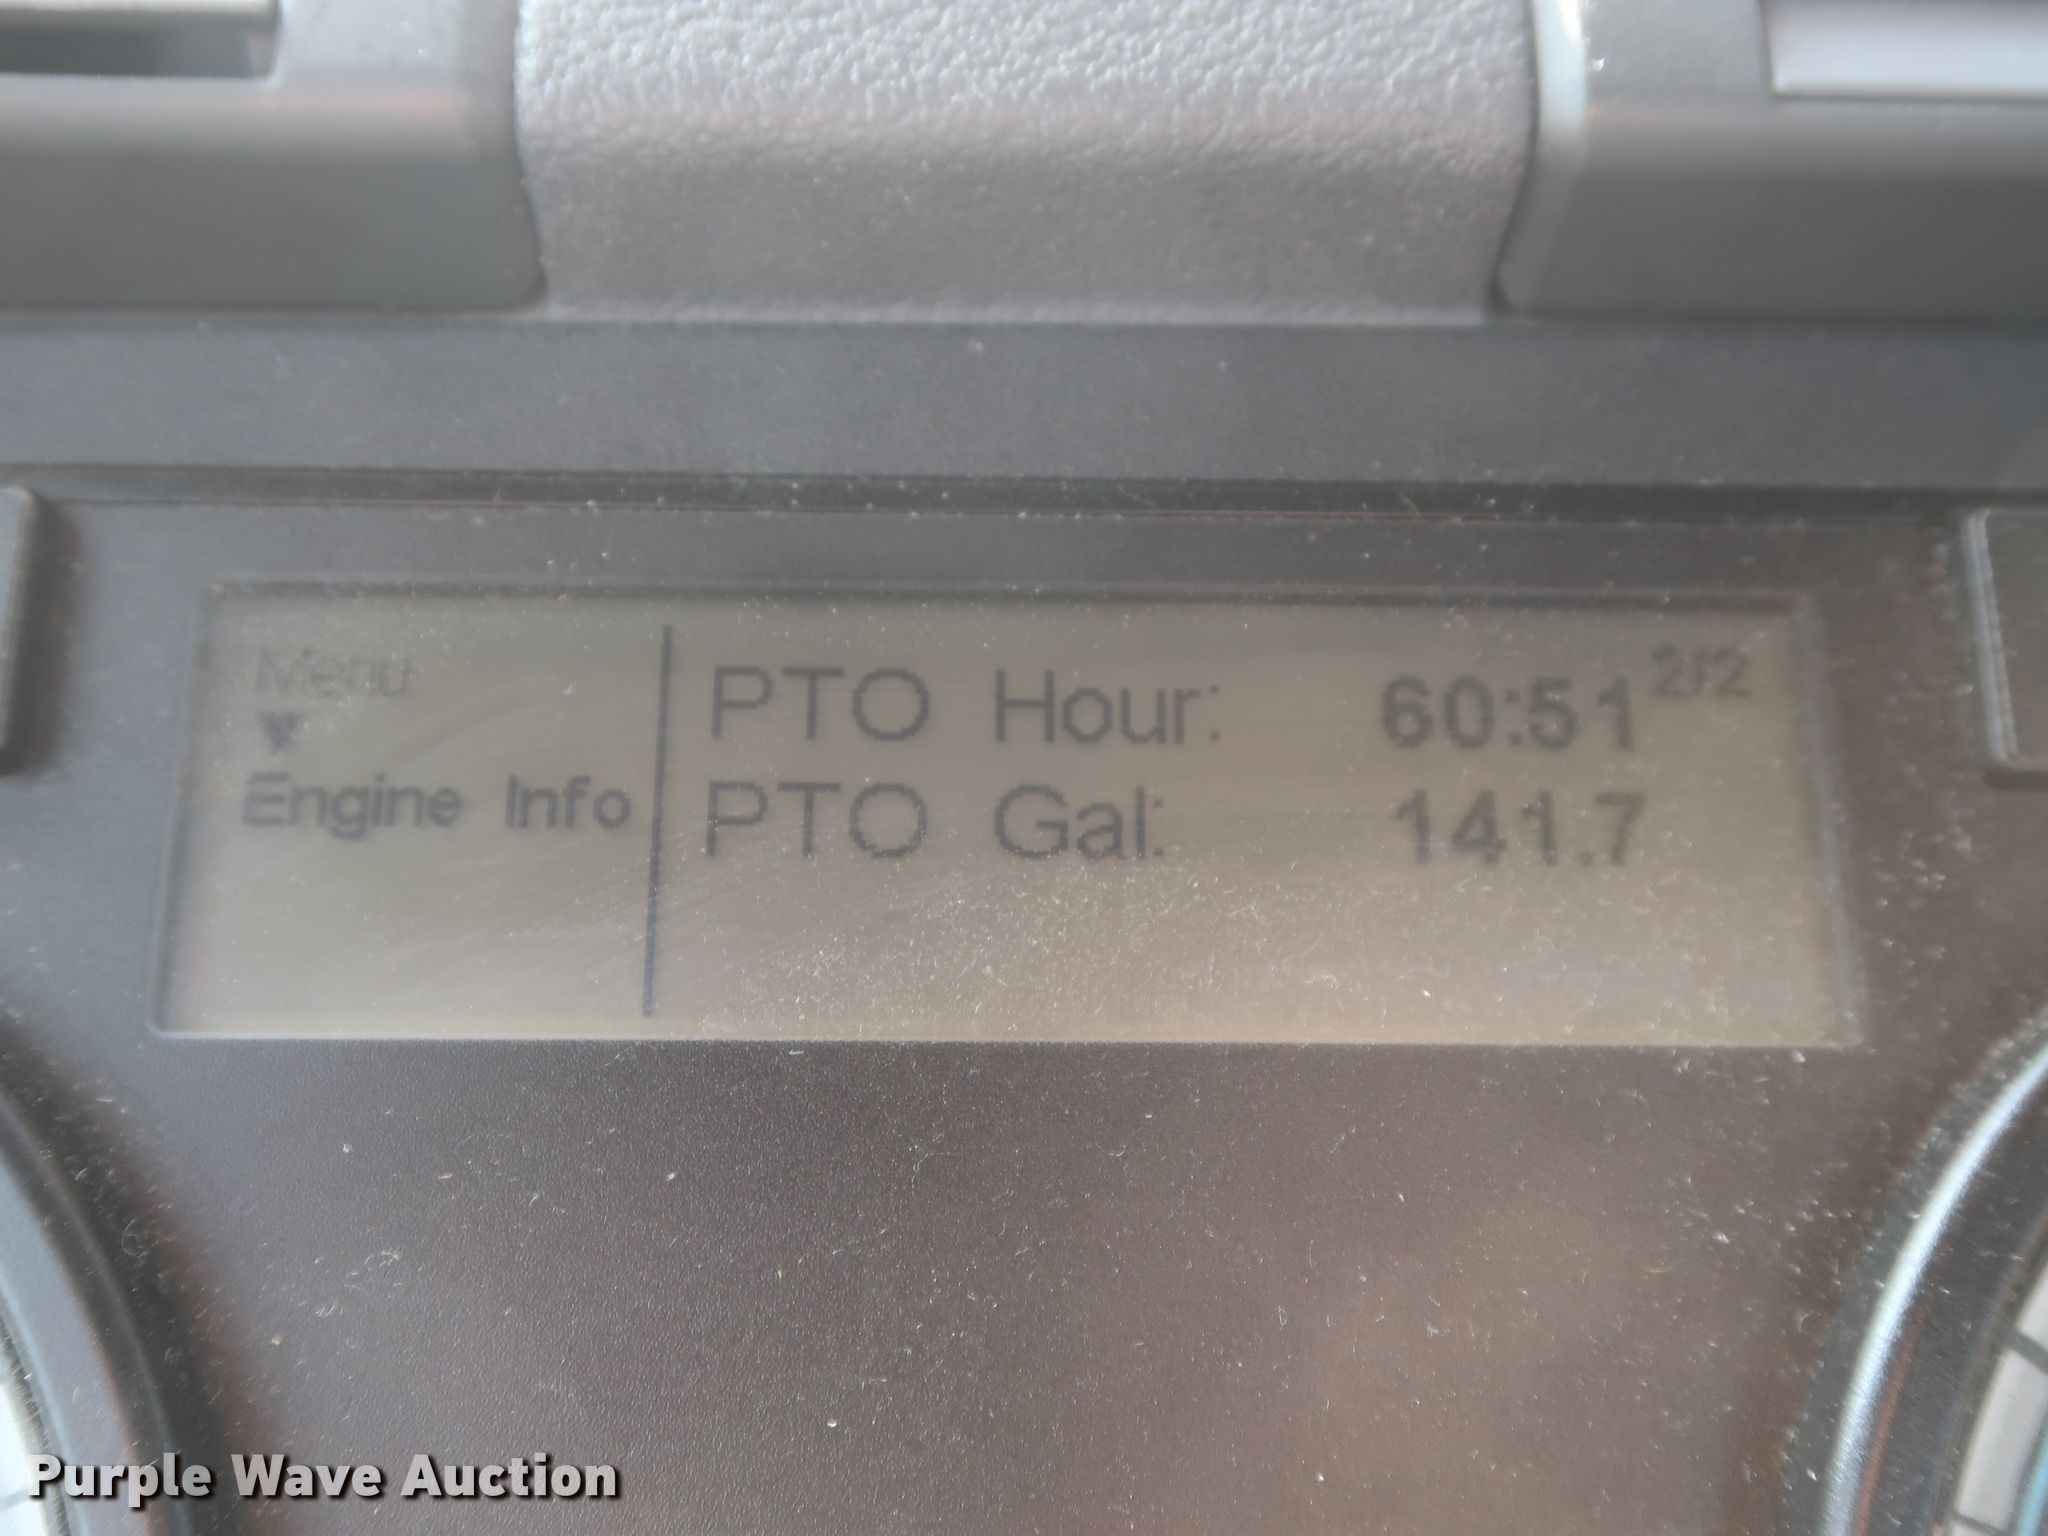 Menu
▼
Engine Info
PTO Hour: 60:51 2/2
PTO Gal: 141.7
Purple Wave Auction